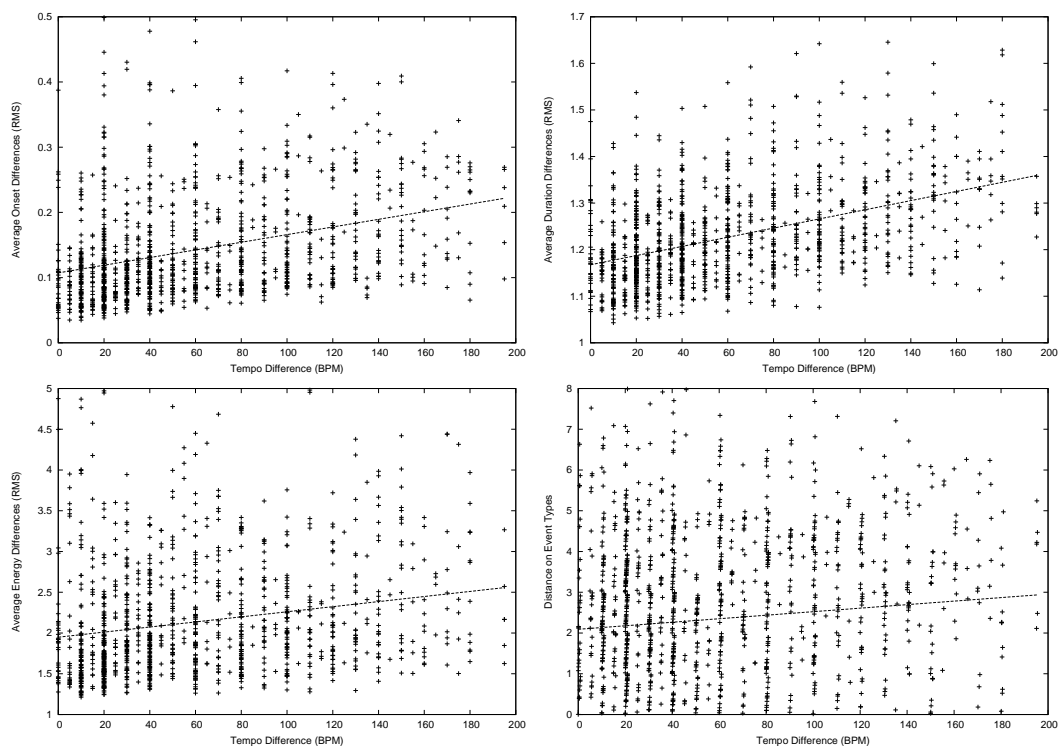 0.5
0.4
0.3
0.2
0.1
0
0 20 40 60 80 100 120 140 160 180 200
Average Onset Differences (RMS)
Tempo Difference (BPM)
1.7
1.6
1.5
1.4
1.3
1.2
1.1
1
0 20 40 60 80 100 120 140 160 180 200
Average Duration Differences (RMS)
Tempo Difference (BPM)
5
4.5
4
3.5
3
2.5
2
1.5
1
0 20 40 60 80 100 120 140 160 180 200
Average Energy Differences (RMS)
Tempo Difference (BPM)
8
7
6
5
4
3
2
1
0
0 20 40 60 80 100 120 140 160 180 200
Distance on Event Types
Tempo Difference (BPM)